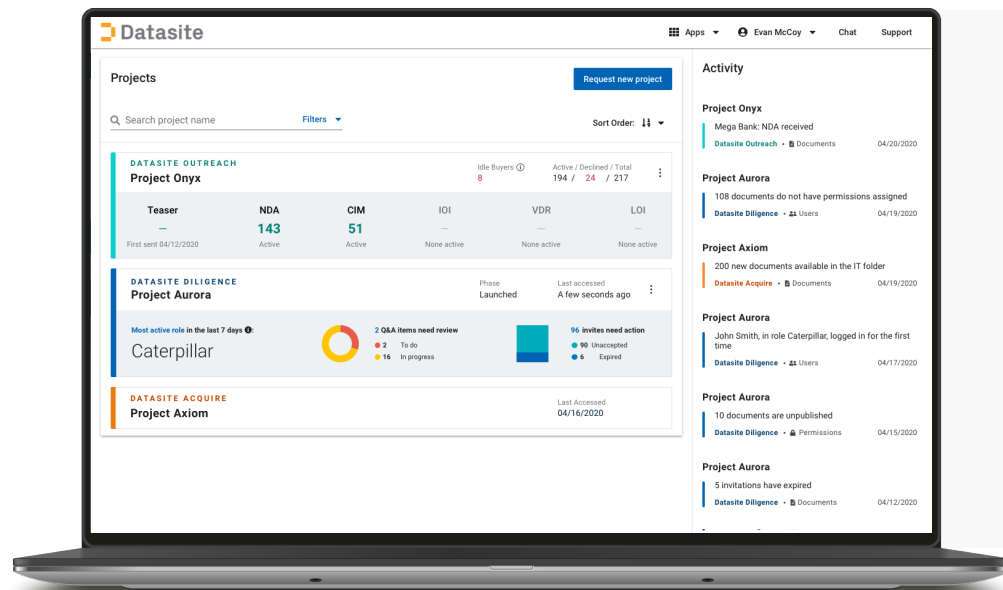 Datasite
Apps
Evan McCoy
Chat
Support
Projects
Request new project
Search project name
Filters
Sort Order:
DATASITE OUTREACH
Project Onyx
Idle Buyers
8
Active / Declined / Total
194 / 24 / 217
Teaser
NDA
CIM
IOI
VDR
LOI
–
143
51
—
—
—
First sent 04/12/2020
Active
Active
None active
None active
None active
DATASITE DILIGENCE
Project Aurora
Phase
Launched
Last accessed
A few seconds ago
Most active role in the last 7 days :
Caterpillar
2 Q&A items need review
2 To do
16 In progress
96 invites need action
90 Unaccepted
6 Expired
DATASITE ACQUIRE
Project Axiom
Last Accessed
04/16/2020
Activity
Project Onyx
Mega Bank: NDA received
Datasite Outreach • Documents 04/20/2020
Project Aurora
108 documents do not have permissions assigned
Datasite Diligence • Users 04/19/2020
Project Axiom
200 new documents available in the IT folder
Datasite Acquire • Documents 04/19/2020
Project Aurora
John Smith, in role Caterpillar, logged in for the first
time
Datasite Diligence • Users 04/17/2020
Project Aurora
10 documents are unpublished
Datasite Diligence • Permissions 04/15/2020
Project Aurora
5 invitations have expired
Datasite Diligence • Documents 04/12/2020